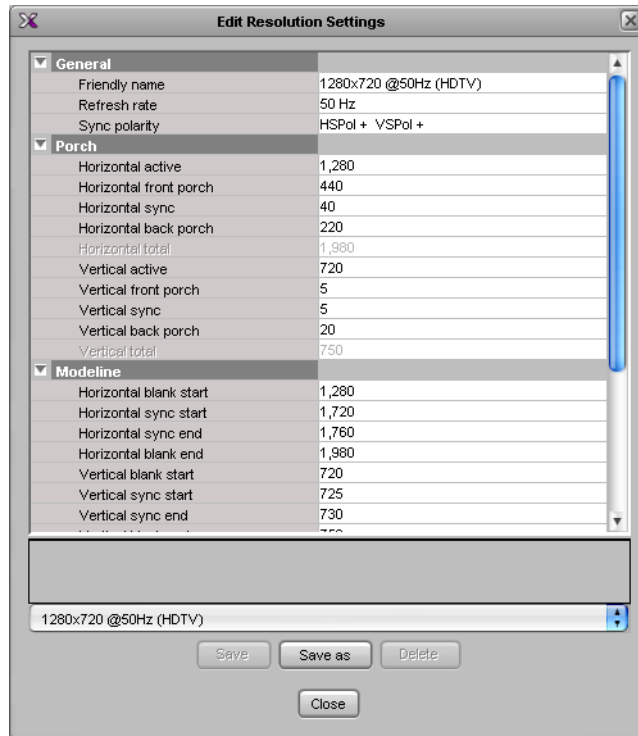 Edit Resolution Settings
General
Friendly name 1280x720 @50Hz (HDTV)
Refresh rate 50 Hz
Sync polarity HSPol + VSPol +
Porch
Horizontal active 1,280
Horizontal front porch 440
Horizontal sync 40
Horizontal back porch 220
Horizontal total 1,980
Vertical active 720
Vertical front porch 5
Vertical sync 5
Vertical back porch 20
Vertical total 750
Modeline
Horizontal blank start 1,280
Horizontal sync start 1,720
Horizontal sync end 1,760
Horizontal blank end 1,980
Vertical blank start 720
Vertical sync start 725
Vertical sync end 730
1280x720 @50Hz (HDTV)
Save Save as Delete
Close